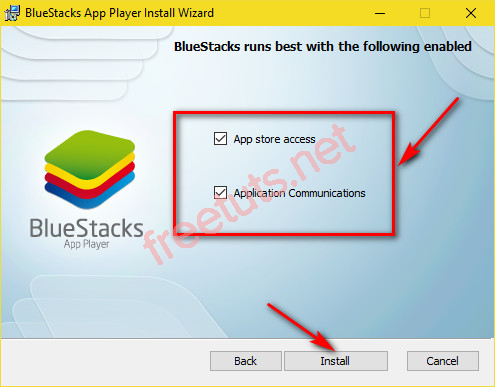 BlueStacks App Player Install Wizard
BlueStacks runs best with the following enabled
App store access
Application Communications
BlueStacks
App Player
freetuts.net
Back
Install
Cancel